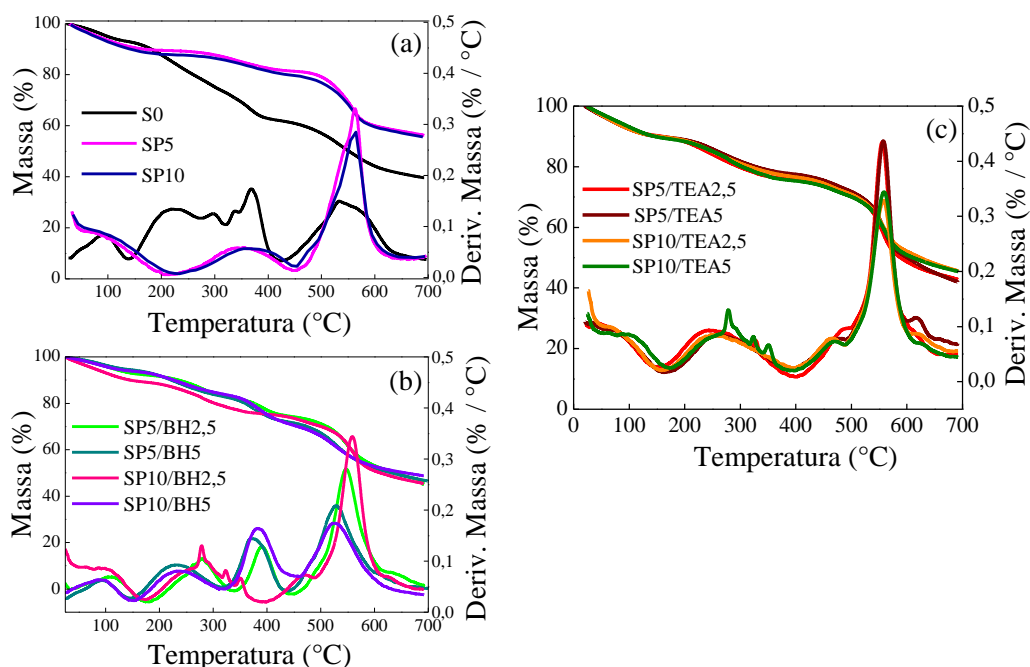 (a)
Massa (%)
100
80
60
40
20
0
S0
SP5
SP10
0,5
0,4
0,3
0,2
0,1
0,0
Deriv. Massa (% / °C)
100 200 300 400 500 600 700
Temperatura (°C)
(b)
Massa (%)
100
80
60
40
20
0
SP5/BH2,5
SP5/BH5
SP10/BH2,5
SP10/BH5
0,5
0,4
0,3
0,2
0,1
0,0
Deriv. Massa (% / °C)
100 200 300 400 500 600 700
Temperatura (°C)
(c)
Massa (%)
100
80
60
40
20
0
SP5/TEA2,5
SP5/TEA5
SP10/TEA2,5
SP10/TEA5
0,5
0,4
0,3
0,2
0,1
0,0
Deriv. Massa (% / °C)
0 100 200 300 400 500 600 700
Temperatura (°C)